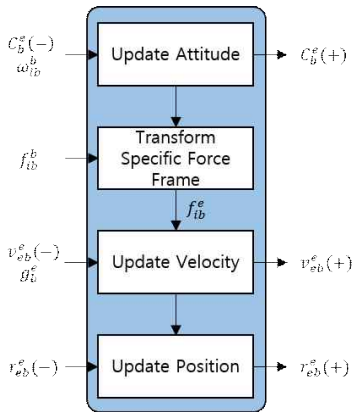 C_b^e(−)
ω_ib^b
Update Attitude
C_b^e(+)
f_ib^b
Transform
Specific Force
Frame
f_ib^e
v_eb^e(−)
Update Velocity
v_eb^e(+)
r_eb^e(−)
Update Position
r_eb^e(+)